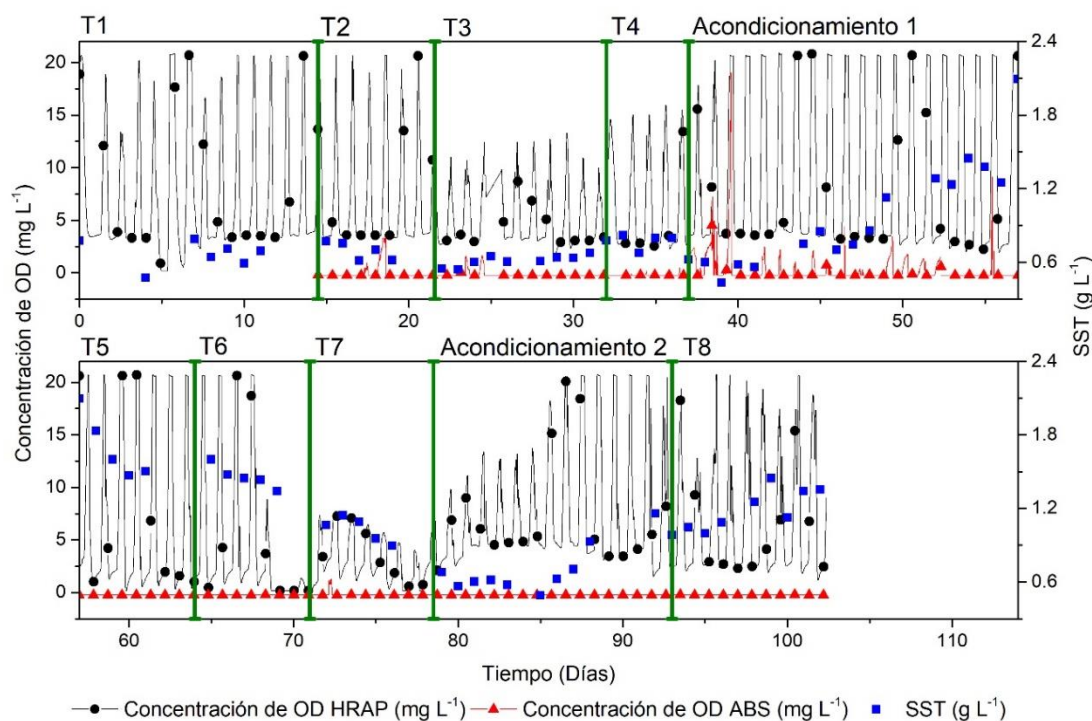 T1 T2 T3 T4 Acondicionamiento 1
20
15
10
5
0
2.4
1.8
1.2
0.6
0 10 20 30 40 50
T5 T6 T7 Acondicionamiento 2 T8
20
15
10
5
0
2.4
1.8
1.2
0.6
60 70 80 90 100 110
Concentración de OD (mg L⁻¹)
SST (g L⁻¹)
Tiempo (Días)
Concentración de OD HRAP (mg L⁻¹) Concentración de OD ABS (mg L⁻¹) SST (g L⁻¹)